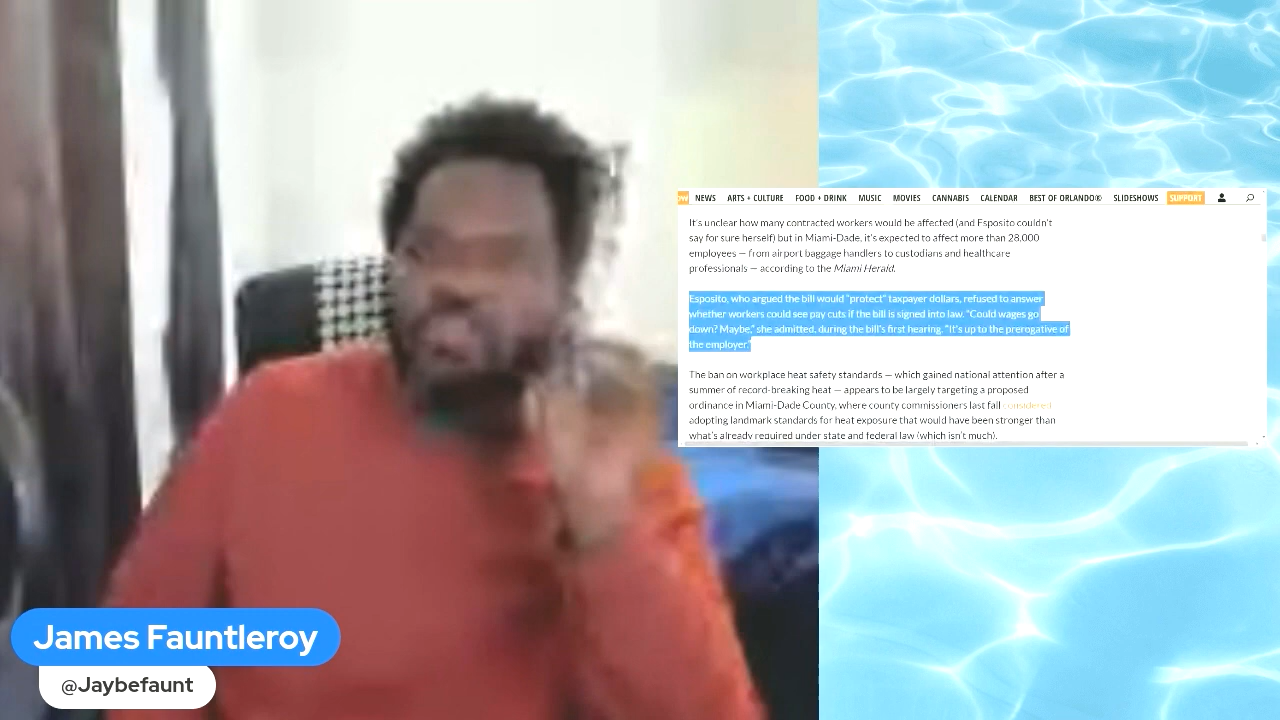 OW NEWS ARTS + CULTURE FOOD + DRINK MUSIC MOVIES CANNABIS CALENDAR BEST OF ORLANDO® SLIDESHOWS SUPPORT
It's unclear how many contracted workers would be affected (and Esposito couldn't
say for sure herself) but in Miami-Dade, it's expected to affect more than 28,000
employees — from airport baggage handlers to custodians and healthcare
professionals — according to the Miami Herald.
Esposito, who argued the bill would "protect" taxpayer dollars, refused to answer
whether workers could see pay cuts if the bill is signed into law. "Could wages go
down? Maybe," she admitted, during the bill's first hearing. "It's up to the prerogative of
the employer."
The ban on workplace heat safety standards — which gained national attention after a
summer of record-breaking heat — appears to be largely targeting a proposed
ordinance in Miami-Dade County, where county commissioners last fall considered
adopting landmark standards for heat exposure that would have been stronger than
what's already required under state and federal law (which isn't much).
James Fauntleroy
@Jaybefaunt